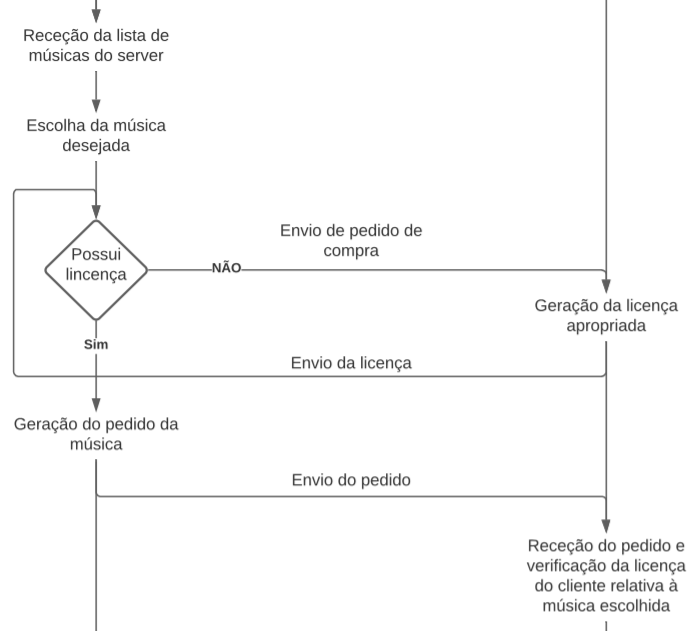 Receção da lista de
músicas do server
Escolha da música
desejada
Possui
lincença
NÃO
Envio de pedido de
compra
Geração da licença
apropriada
Sim
Envio da licença
Geração do pedido da
música
Envio do pedido
Receção do pedido e
verificação da licença
do cliente relativa à
música escolhida